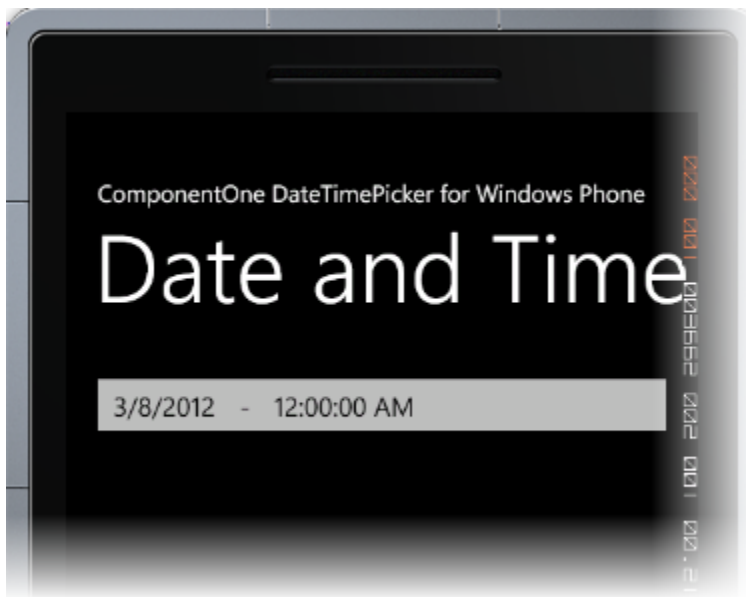 ComponentOne DateTimePicker for Windows Phone
Date and Time
3/8/2012 - 12:00:00 AM